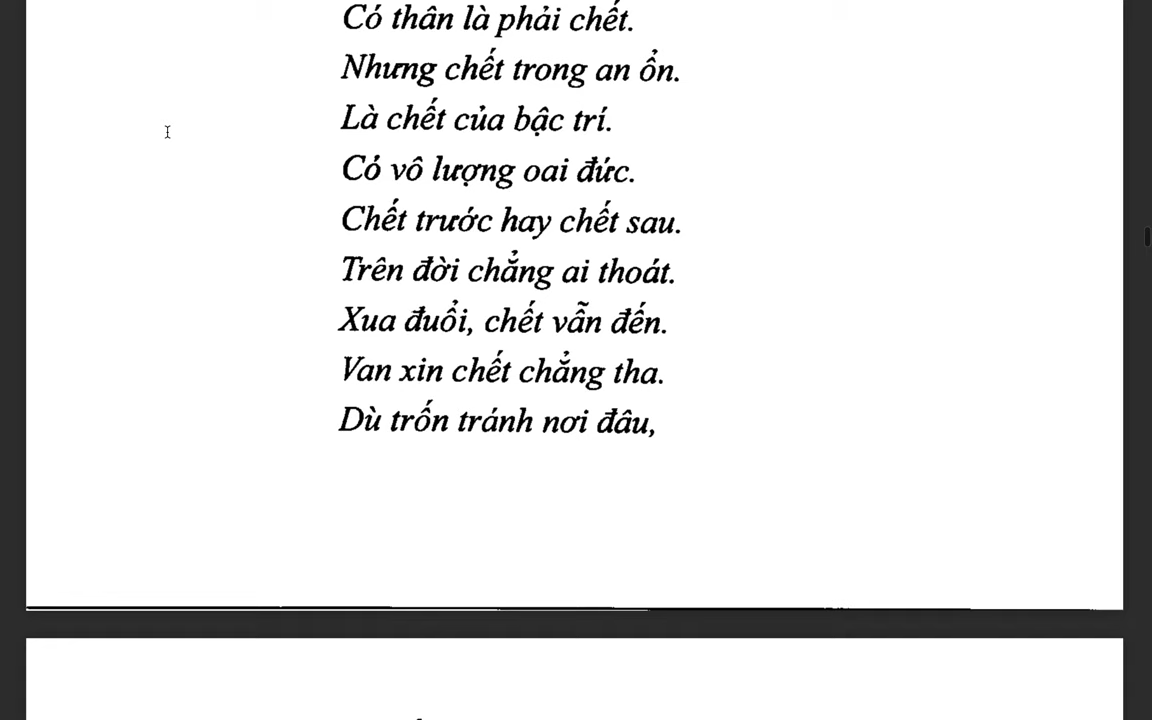 Có thân là phải chết.
Nhưng chết trong an ổn.
Là chết của bậc trí.
Có vô lượng oai đức.
Chết trước hay chết sau.
Trên đời chẳng ai thoát.
Xua đuổi, chết vẫn đến.
Van xin chết chẳng tha.
Dù trốn tránh nơi đâu,